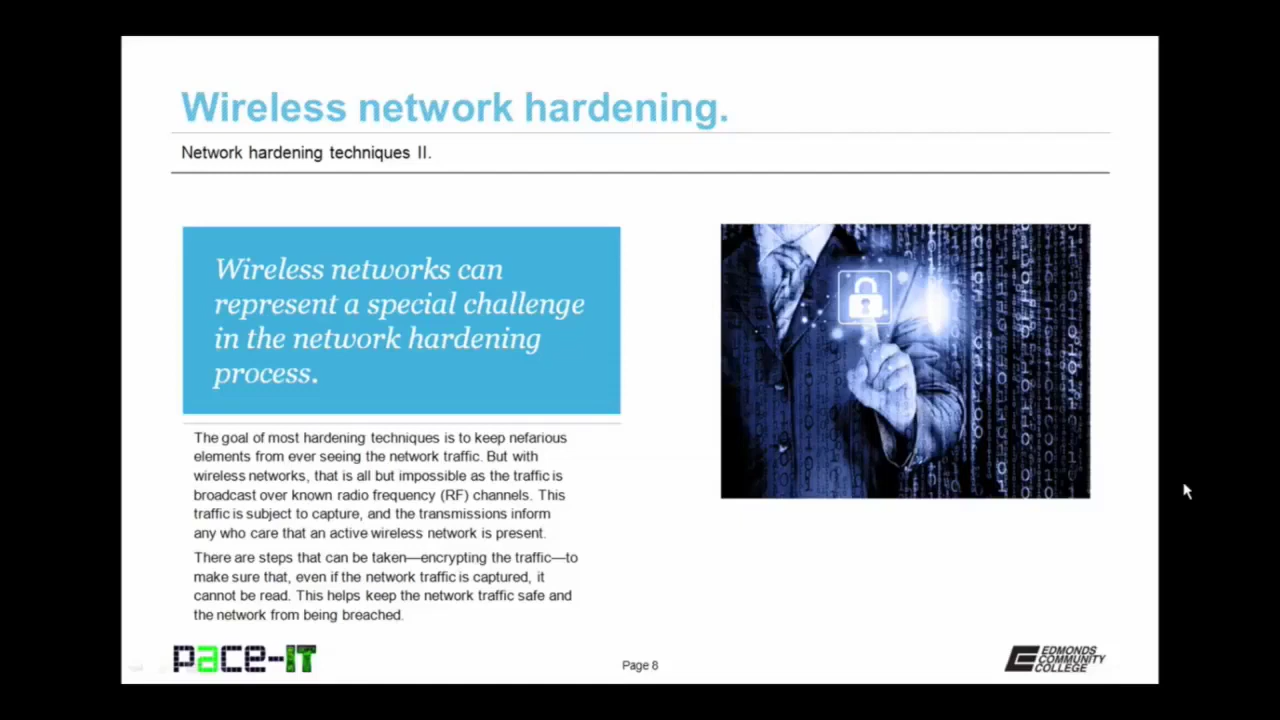 Wireless network hardening.
Network hardening techniques II.
Wireless networks can
represent a special challenge
in the network hardening
process.
The goal of most hardening techniques is to keep nefarious
elements from ever seeing the network traffic. But with
wireless networks, that is all but impossible as the traffic is
broadcast over known radio frequency (RF) channels. This
traffic is subject to capture, and the transmissions inform
any who care that an active wireless network is present.
There are steps that can be taken—encrypting the traffic—to
make sure that, even if the network traffic is captured, it
cannot be read. This helps keep the network traffic safe and
the network from being breached.
pace-IT
Page 8
EDMONDS
COMMUNITY
COLLEGE